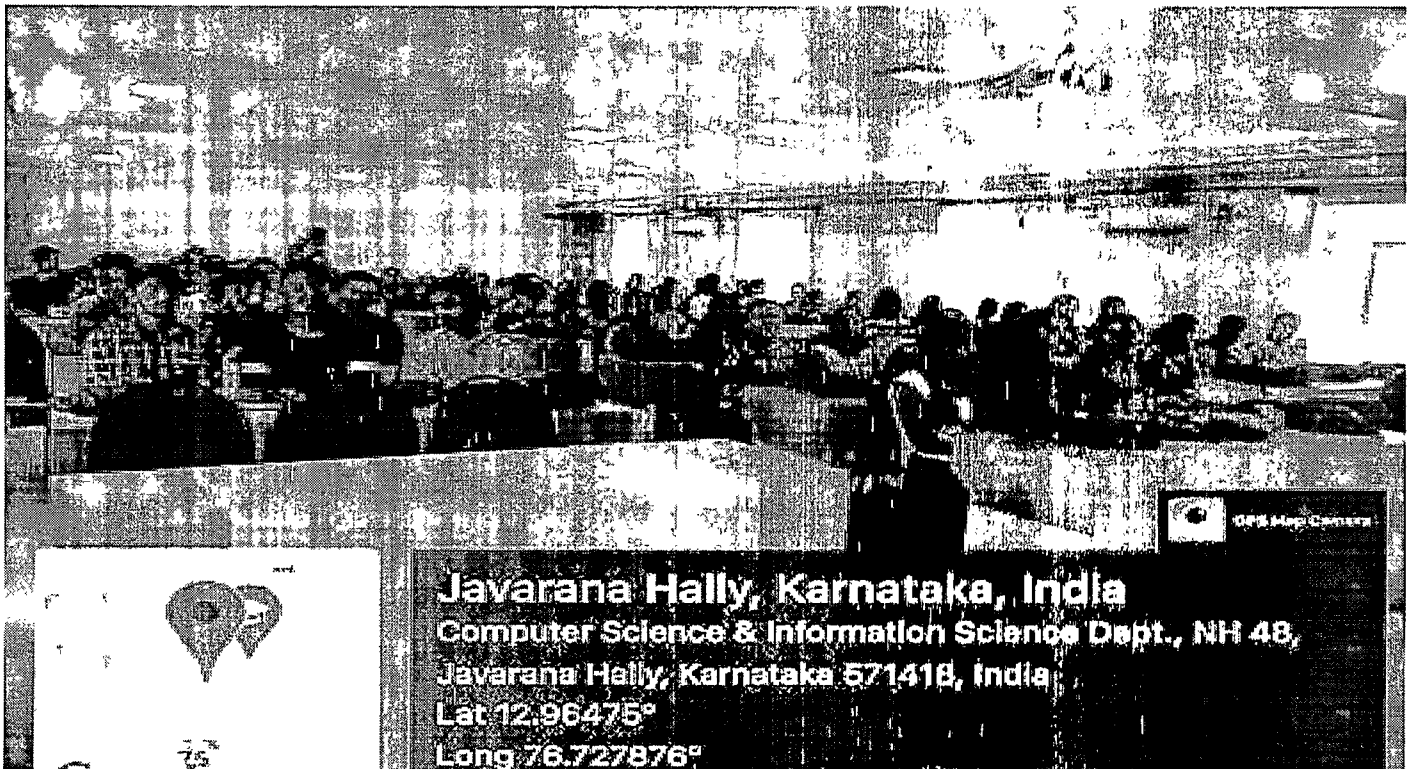 GPS Map Camera
Javarana Hally, Karnataka, India
Computer Science & Information Science Dept., NH 48,
Javarana Hally, Karnataka 571418, India
Lat 12.96475°
Long 76.727876°